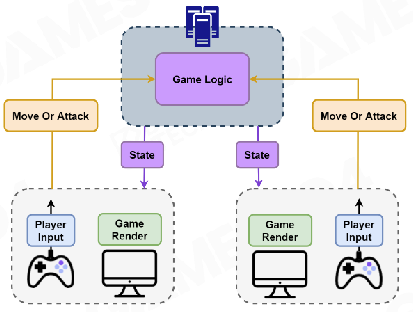 Game Logic
Move Or Attack
Move Or Attack
State
State
Player
Input
Game
Render
Game
Render
Player
Input